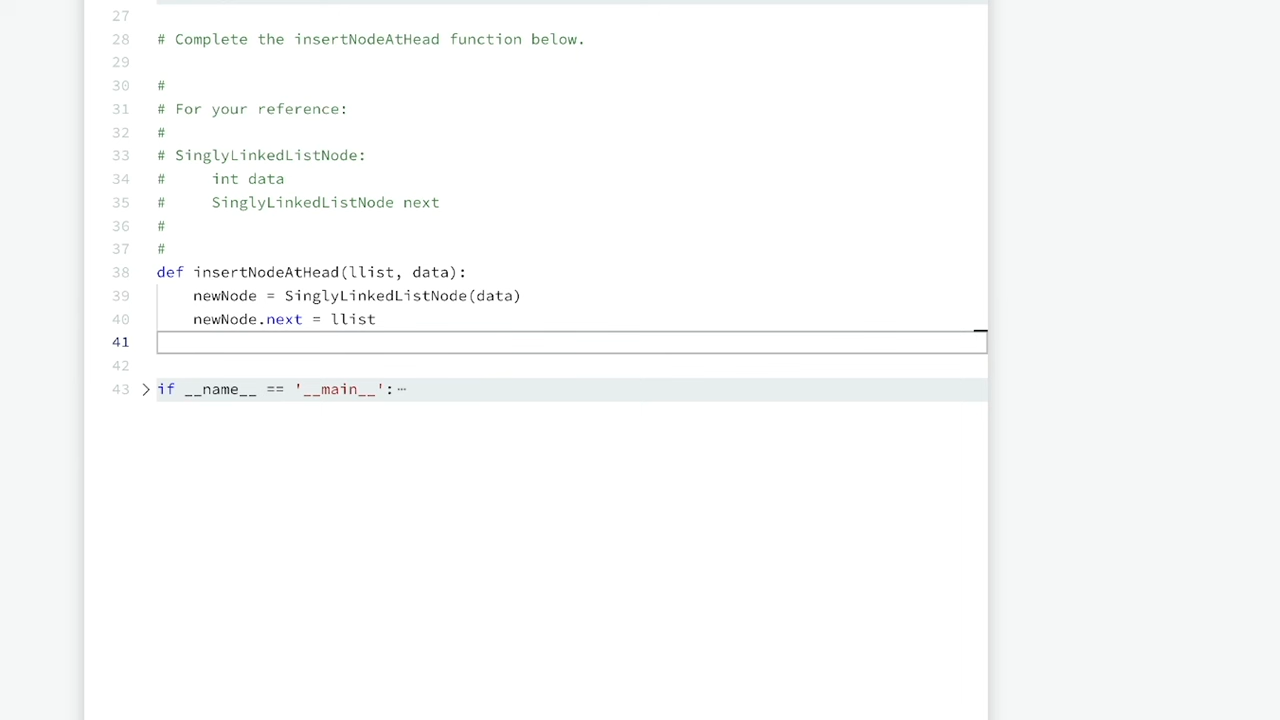 27
28 # Complete the insertNodeAtHead function below.
29
30 #
31 # For your reference:
32 #
33 # SinglyLinkedListNode:
34 #     int data
35 #     SinglyLinkedListNode next
36 #
37 #
38 def insertNodeAtHead(llist, data):
39     newNode = SinglyLinkedListNode(data)
40     newNode.next = llist
41
42
43 if __name__ == '__main__':⋯